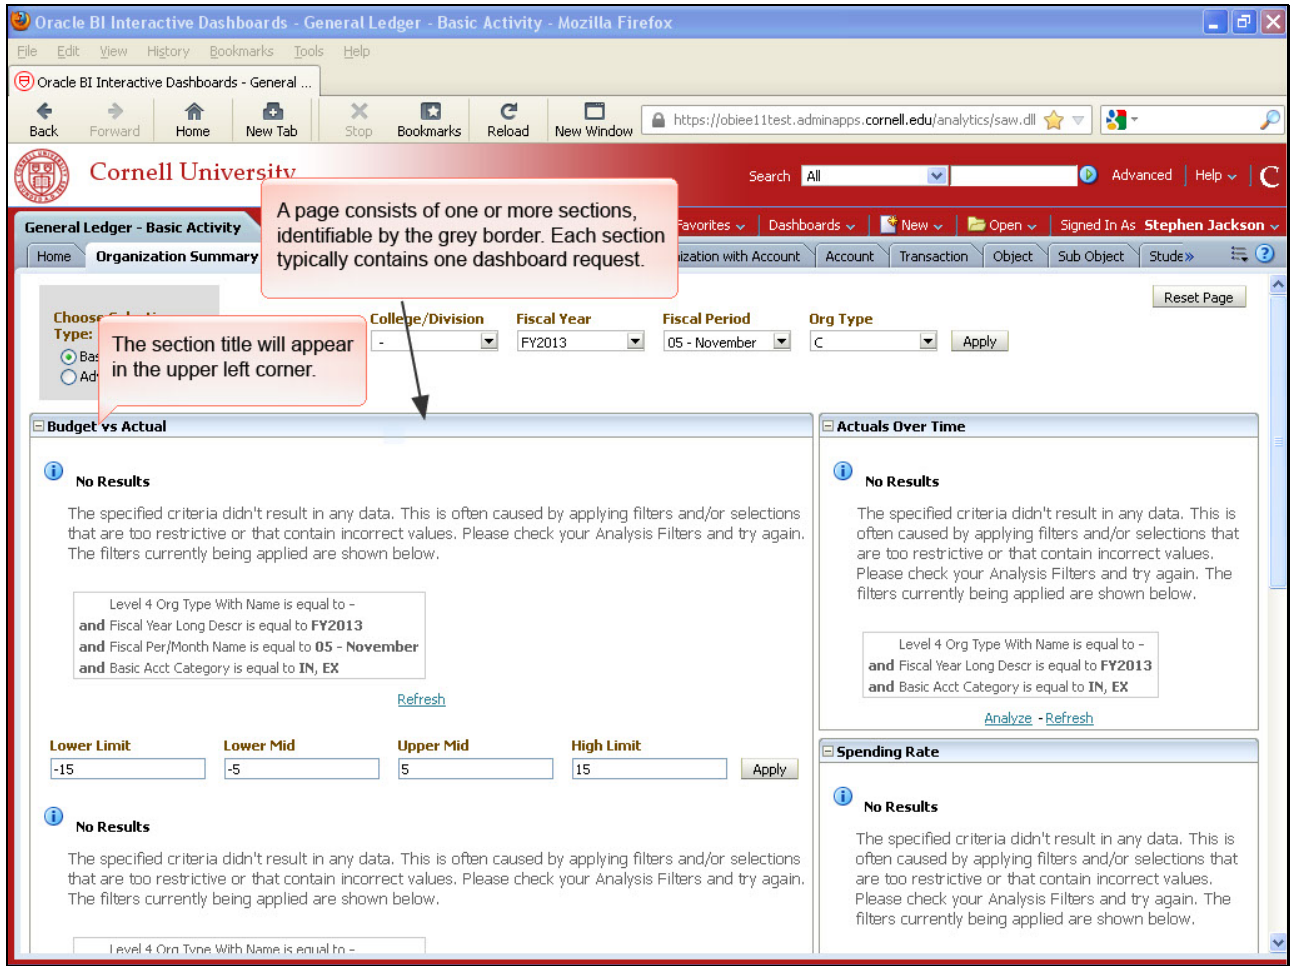 Oracle BI Interactive Dashboards - General Ledger - Basic Activity - Mozilla Firefox
File Edit View History Bookmarks Tools Help
Oracle BI Interactive Dashboards - General ...
Back Forward Home New Tab Stop Bookmarks Reload New Window https://obiee11test.adminapps.cornell.edu/analytics/saw.dll
Cornell University
Search All Advanced Help C
General Ledger - Basic Activity Favorites Dashboards New Open Signed In As Stephen Jackson
Home Organization Summary ization with Account Account Transaction Object Sub Object Stude»
A page consists of one or more sections,
identifiable by the grey border. Each section
typically contains one dashboard request.
Reset Page
Choose
Type:
Bas
Ad
The section title will appear
in the upper left corner.
College/Division Fiscal Year Fiscal Period Org Type
- FY2013 05 - November C Apply
Budget vs Actual
No Results
The specified criteria didn't result in any data. This is often caused by applying filters and/or selections
that are too restrictive or that contain incorrect values. Please check your Analysis Filters and try again.
The filters currently being applied are shown below.
Level 4 Org Type With Name is equal to -
and Fiscal Year Long Descr is equal to FY2013
and Fiscal Per/Month Name is equal to 05 - November
and Basic Acct Category is equal to IN, EX
Refresh
Lower Limit Lower Mid Upper Mid High Limit
-15 -5 5 15 Apply
No Results
The specified criteria didn't result in any data. This is often caused by applying filters and/or selections
that are too restrictive or that contain incorrect values. Please check your Analysis Filters and try again.
The filters currently being applied are shown below.
Level 4 Org Type With Name is equal to -
Actuals Over Time
No Results
The specified criteria didn't result in any data. This is
often caused by applying filters and/or selections that
are too restrictive or that contain incorrect values.
Please check your Analysis Filters and try again. The
filters currently being applied are shown below.
Level 4 Org Type With Name is equal to -
and Fiscal Year Long Descr is equal to FY2013
and Basic Acct Category is equal to IN, EX
Analyze - Refresh
Spending Rate
No Results
The specified criteria didn't result in any data. This is
often caused by applying filters and/or selections that
are too restrictive or that contain incorrect values.
Please check your Analysis Filters and try again. The
filters currently being applied are shown below.